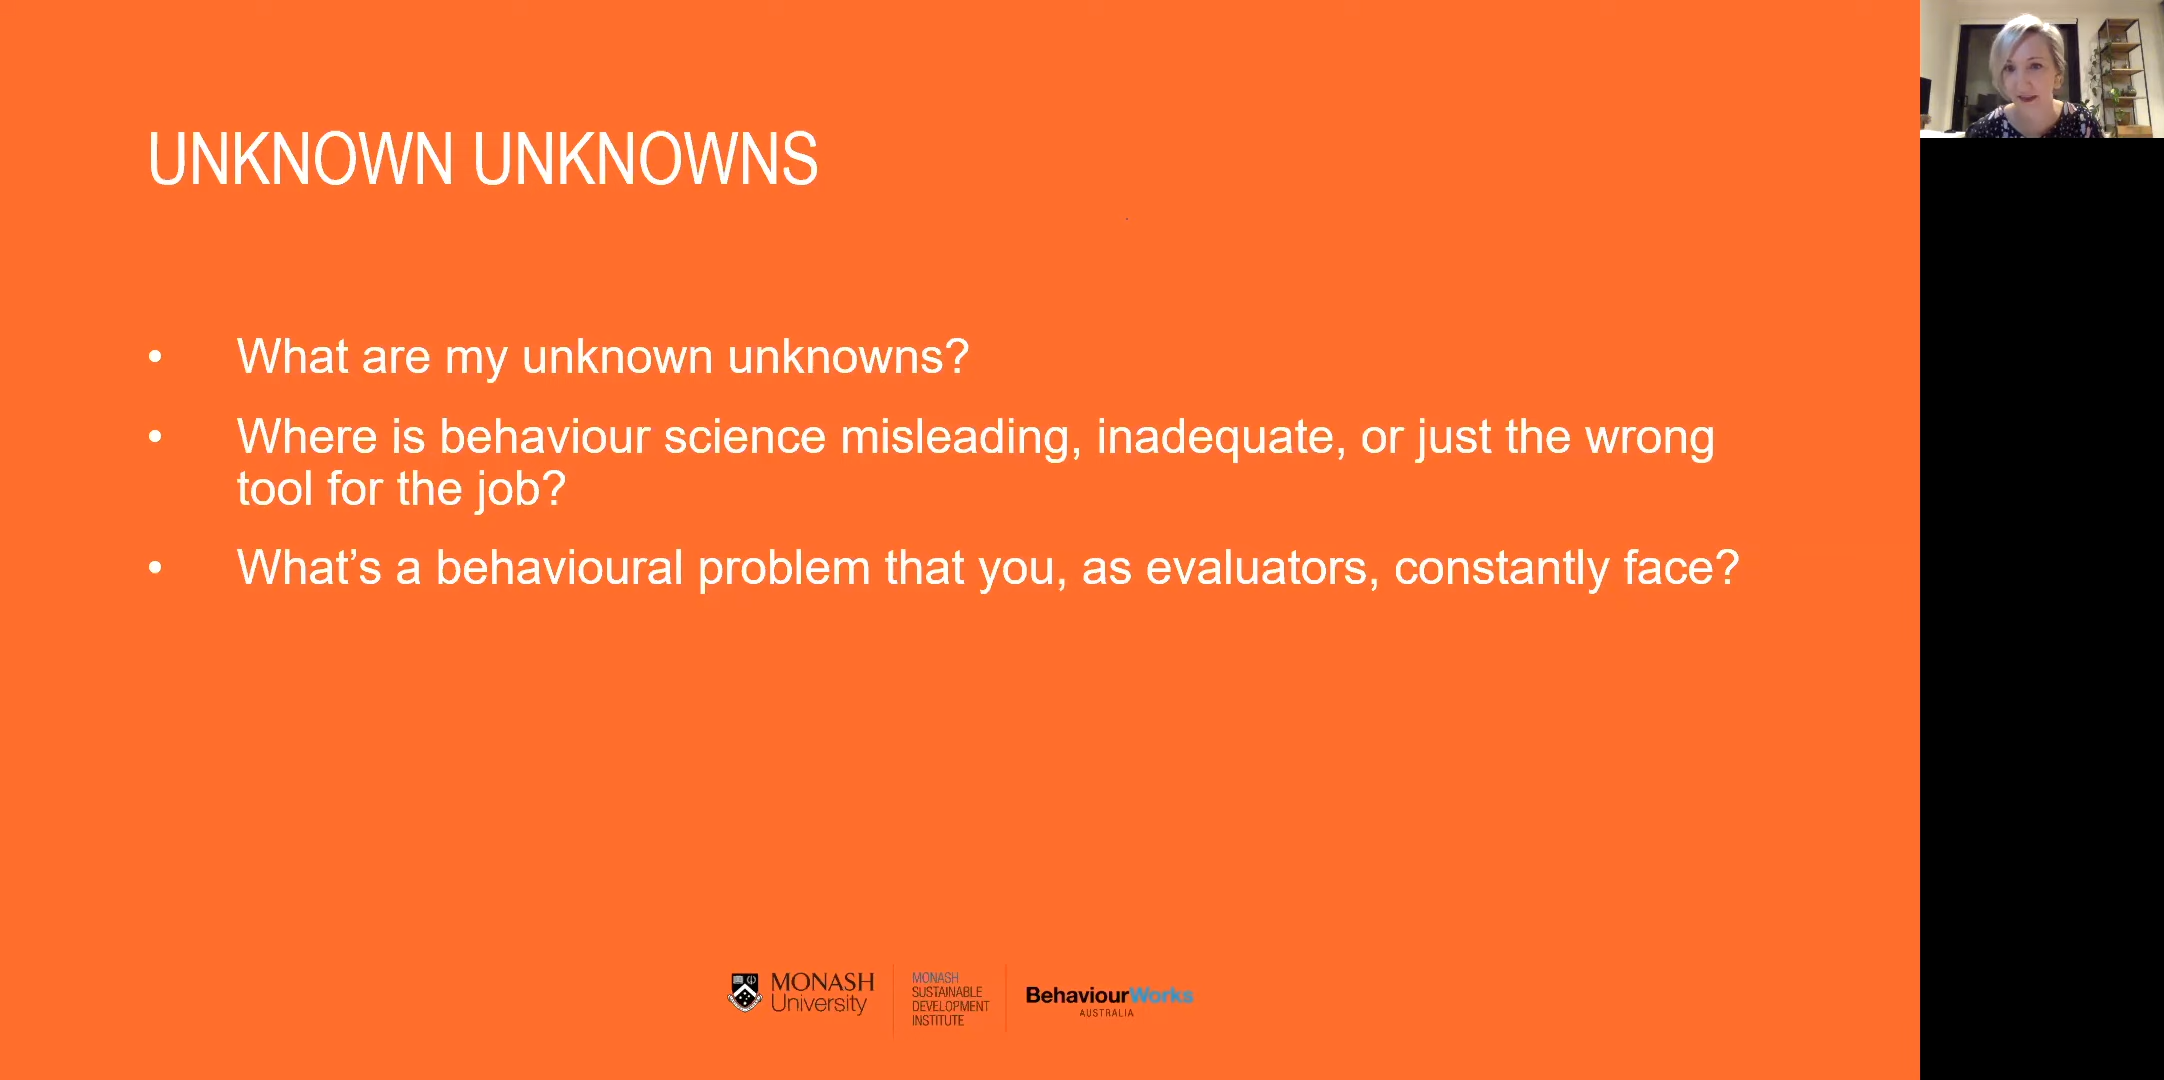 UNKNOWN UNKNOWNS
• What are my unknown unknowns?
• Where is behaviour science misleading, inadequate, or just the wrong
tool for the job?
• What’s a behavioural problem that you, as evaluators, constantly face?
MONASH
University
MONASH
SUSTAINABLE
DEVELOPMENT
INSTITUTE
BehaviourWorks
AUSTRALIA